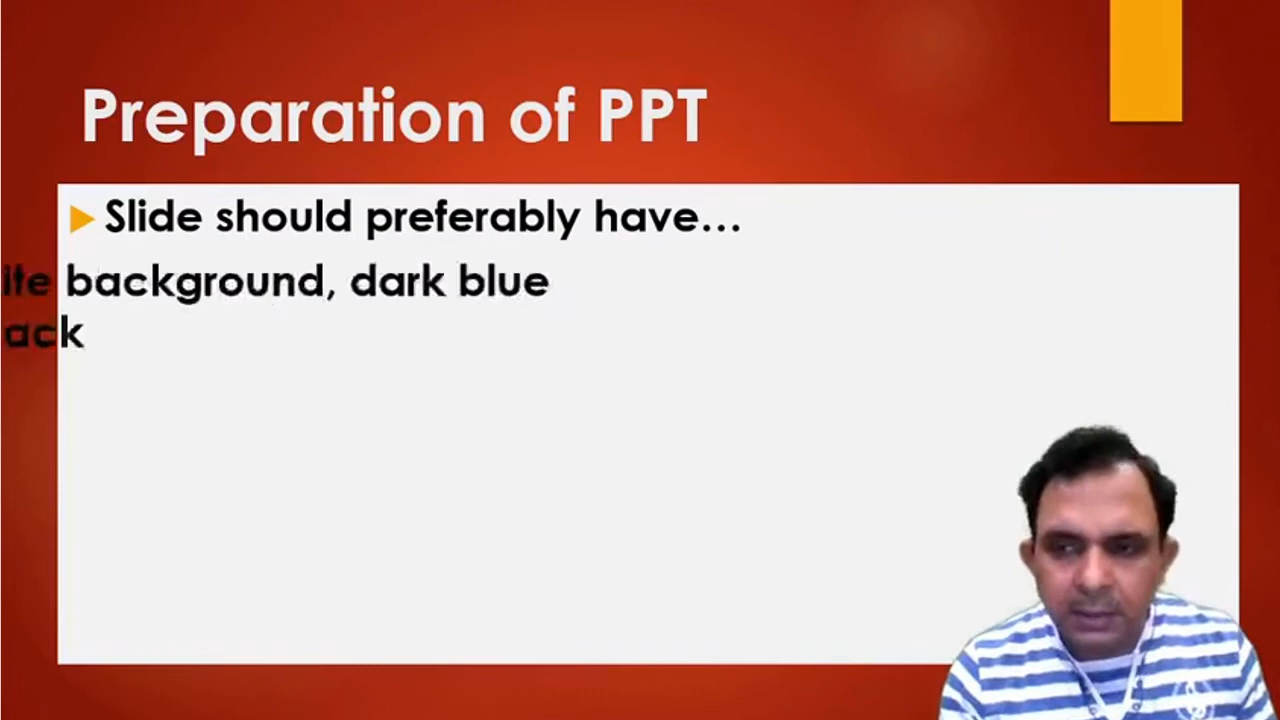 Preparation of PPT
Slide should preferably have…
ite background, dark blue
ack